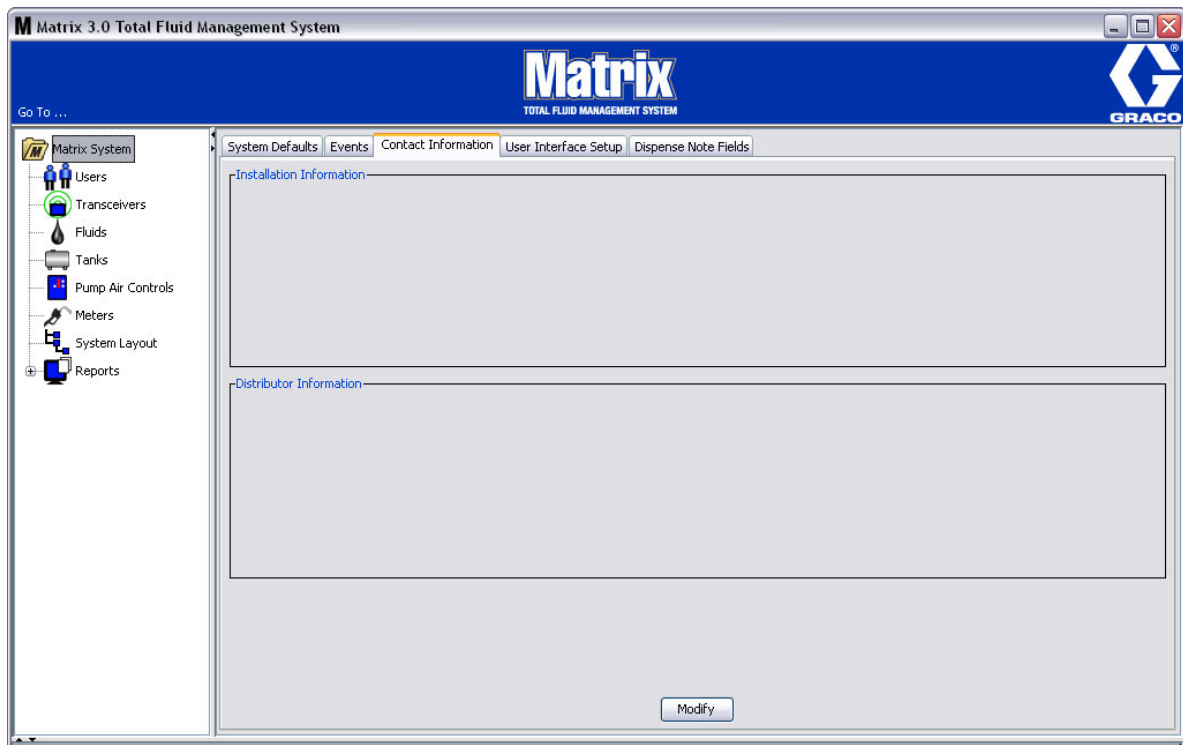 M Matrix 3.0 Total Fluid Management System
Matrix
TOTAL FLUID MANAGEMENT SYSTEM
®
GRACO
Go To ...
Matrix System
Users
Transceivers
Fluids
Tanks
Pump Air Controls
Meters
System Layout
Reports
System Defaults Events Contact Information User Interface Setup Dispense Note Fields
Installation Information
Distributor Information
Modify